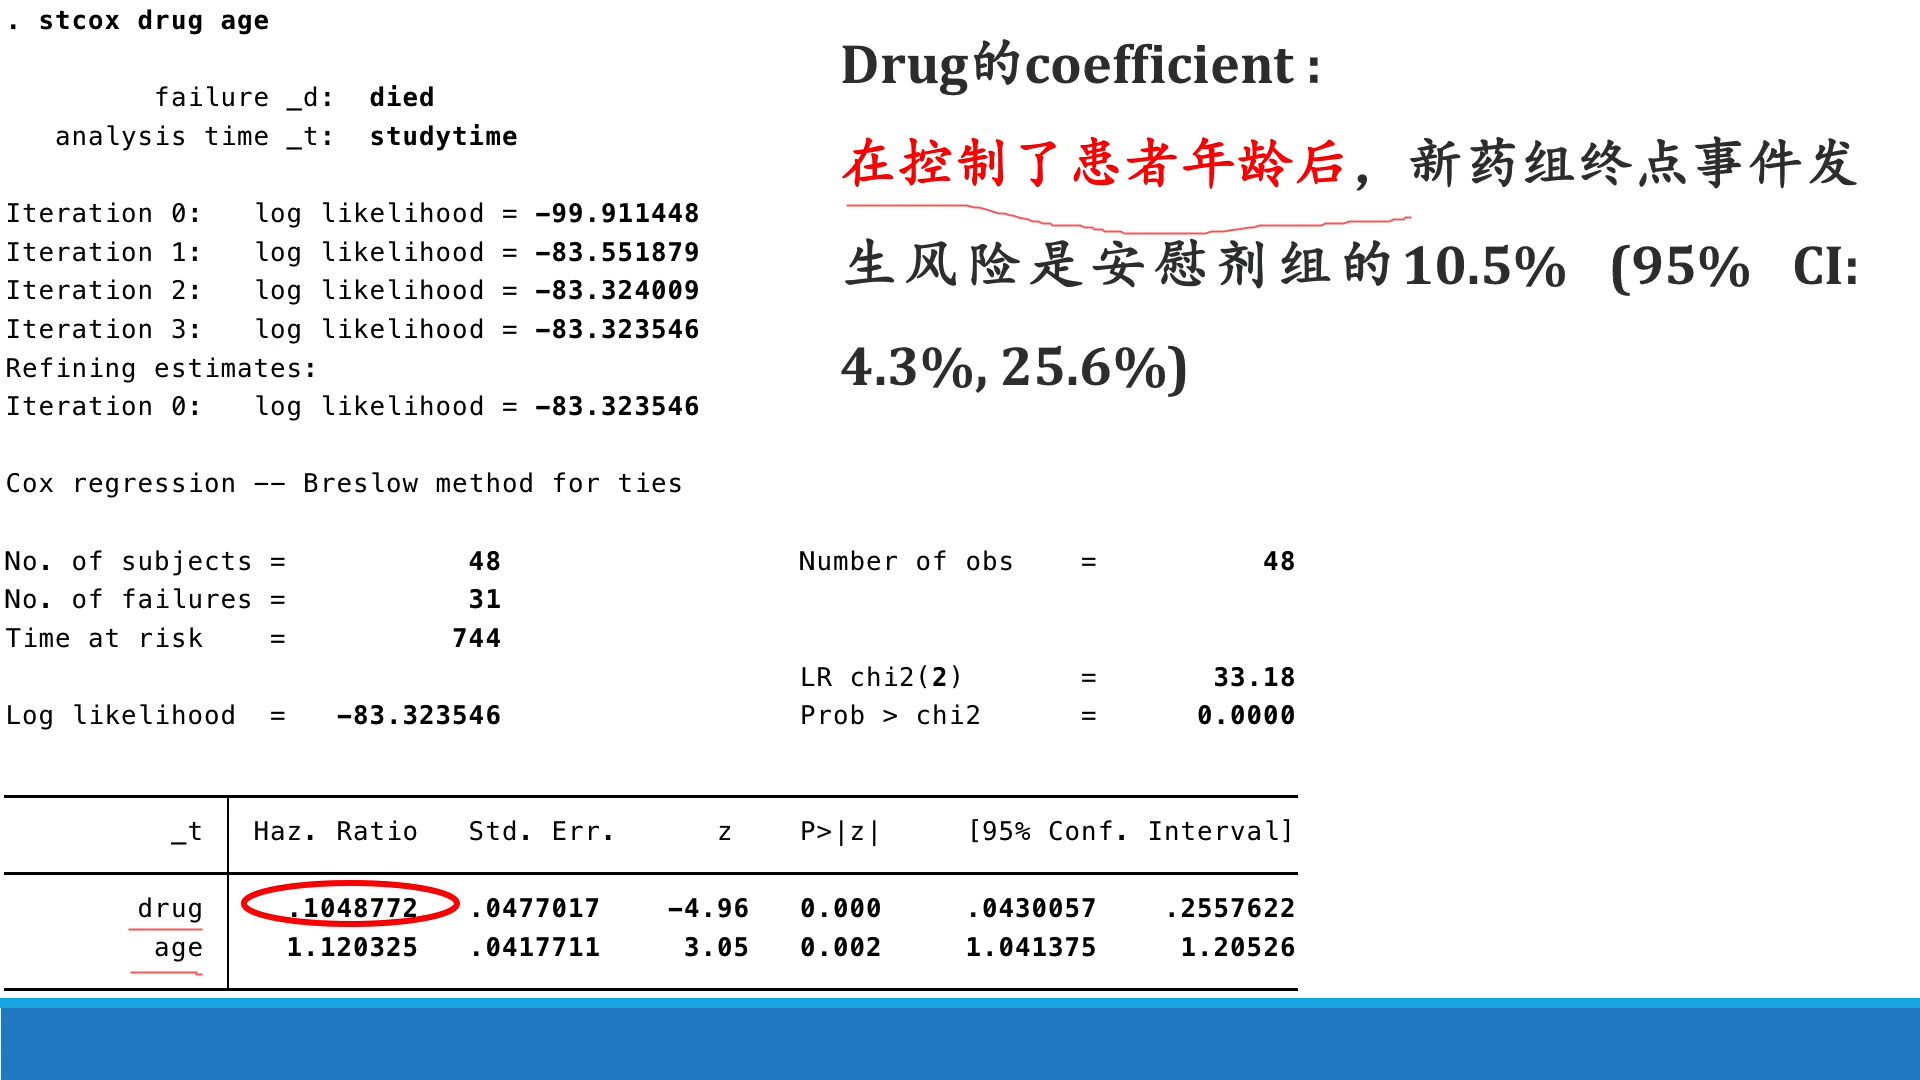 . stcox drug age
failure _d: died
analysis time _t: studytime
Iteration 0: log likelihood = -99.911448
Iteration 1: log likelihood = -83.551879
Iteration 2: log likelihood = -83.324009
Iteration 3: log likelihood = -83.323546
Refining estimates:
Iteration 0: log likelihood = -83.323546
Drug的coefficient :
在控制了患者年龄后，新药组终点事件发
生风险是安慰剂组的10.5% (95% CI:
4.3%, 25.6%)
Cox regression -- Breslow method for ties
No. of subjects = 48 Number of obs = 48
No. of failures = 31
Time at risk = 744
LR chi2(2) = 33.18
Log likelihood = -83.323546 Prob > chi2 = 0.0000
_t Haz. Ratio Std. Err. z P>|z| [95% Conf. Interval]
drug .1048772 .0477017 -4.96 0.000 .0430057 .2557622
age 1.120325 .0417711 3.05 0.002 1.041375 1.20526